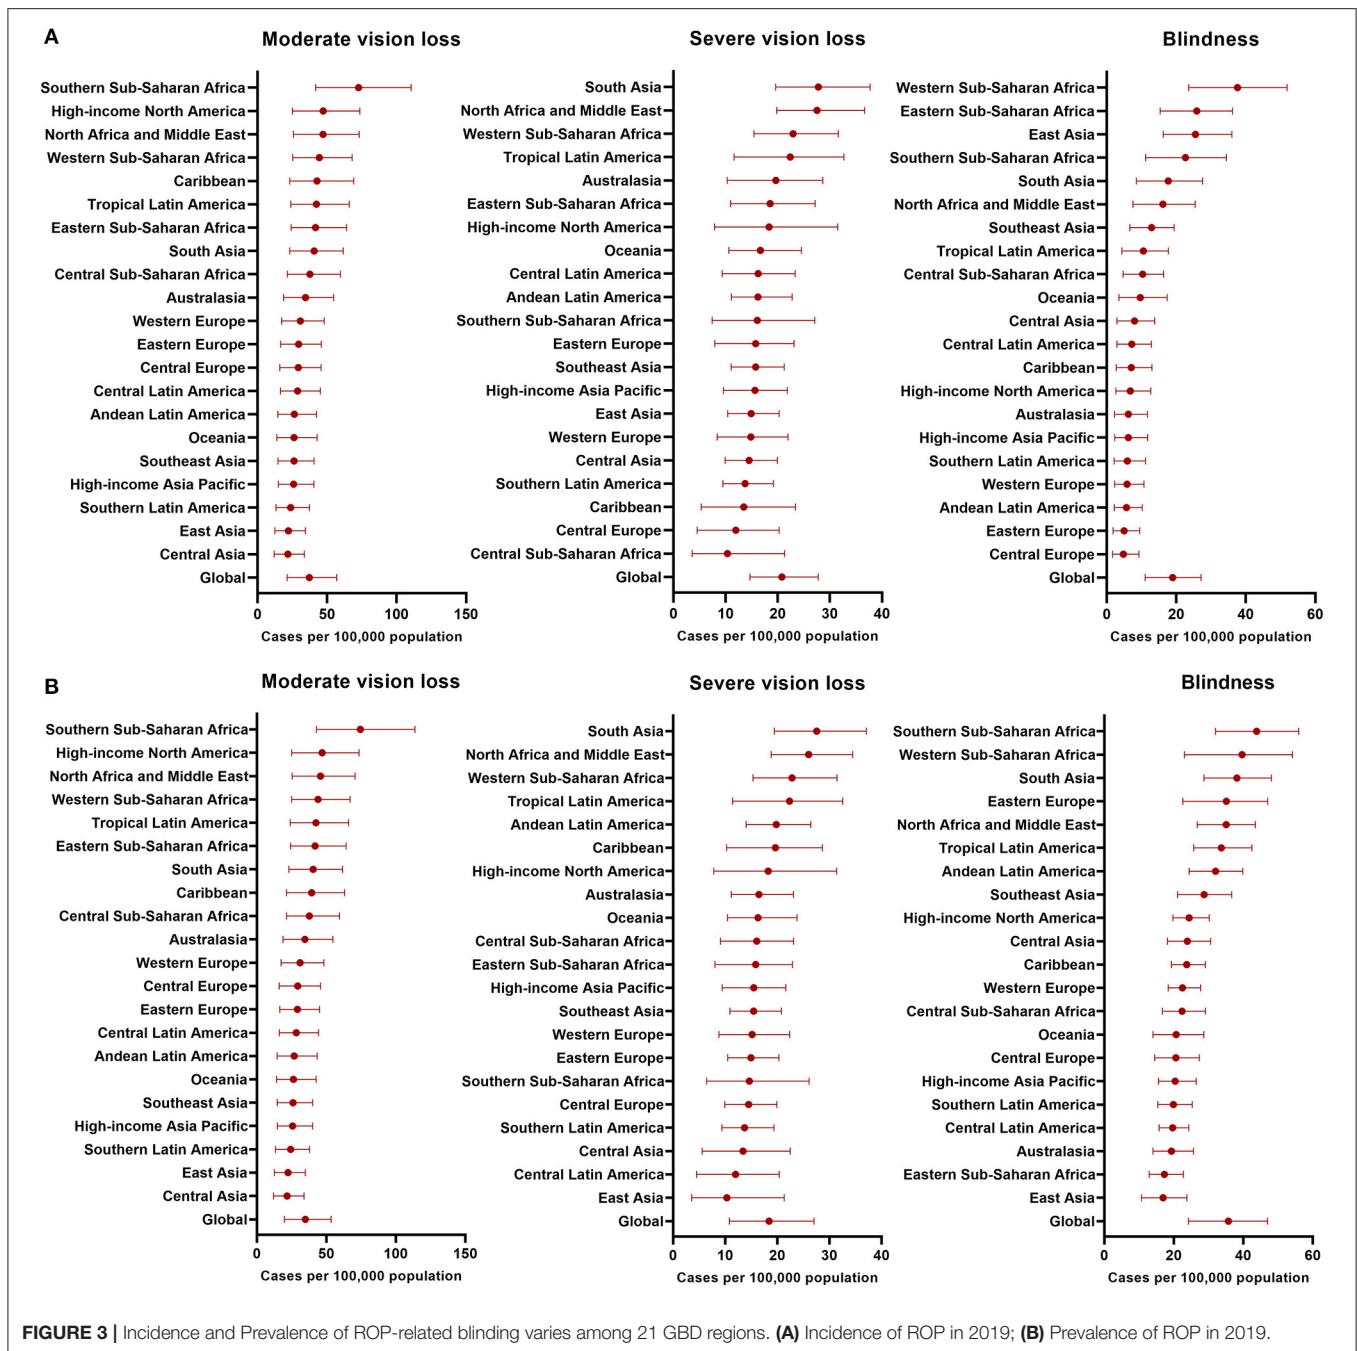 A
Moderate vision loss
Southern Sub-Saharan Africa
High-income North America
North Africa and Middle East
Western Sub-Saharan Africa
Caribbean
Tropical Latin America
Eastern Sub-Saharan Africa
South Asia
Central Sub-Saharan Africa
Australasia
Western Europe
Eastern Europe
Central Europe
Central Latin America
Andean Latin America
Oceania
Southeast Asia
High-income Asia Pacific
Southern Latin America
East Asia
Central Asia
Global
0 50 100 150
Cases per 100,000 population
Severe vision loss
South Asia
North Africa and Middle East
Western Sub-Saharan Africa
Tropical Latin America
Australasia
Eastern Sub-Saharan Africa
High-income North America
Oceania
Central Latin America
Andean Latin America
Southern Sub-Saharan Africa
Eastern Europe
Southeast Asia
High-income Asia Pacific
East Asia
Western Europe
Central Asia
Southern Latin America
Caribbean
Central Europe
Central Sub-Saharan Africa
Global
0 10 20 30 40
Cases per 100,000 population
Blindness
Western Sub-Saharan Africa
Eastern Sub-Saharan Africa
East Asia
Southern Sub-Saharan Africa
South Asia
North Africa and Middle East
Southeast Asia
Tropical Latin America
Central Sub-Saharan Africa
Oceania
Central Asia
Central Latin America
Caribbean
High-income North America
Australasia
High-income Asia Pacific
Southern Latin America
Western Europe
Andean Latin America
Eastern Europe
Central Europe
Global
0 20 40 60
Cases per 100,000 population
B
Moderate vision loss
Southern Sub-Saharan Africa
High-income North America
North Africa and Middle East
Western Sub-Saharan Africa
Tropical Latin America
Eastern Sub-Saharan Africa
South Asia
Caribbean
Central Sub-Saharan Africa
Australasia
Western Europe
Central Europe
Eastern Europe
Central Latin America
Andean Latin America
Oceania
Southeast Asia
High-income Asia Pacific
Southern Latin America
East Asia
Central Asia
Global
0 50 100 150
Cases per 100,000 population
Severe vision loss
South Asia
North Africa and Middle East
Western Sub-Saharan Africa
Tropical Latin America
Andean Latin America
Caribbean
High-income North America
Australasia
Oceania
Central Sub-Saharan Africa
Eastern Sub-Saharan Africa
High-income Asia Pacific
Southeast Asia
Western Europe
Eastern Europe
Southern Sub-Saharan Africa
Central Europe
Southern Latin America
Central Asia
Central Latin America
East Asia
Global
0 10 20 30 40
Cases per 100,000 population
Blindness
Southern Sub-Saharan Africa
Western Sub-Saharan Africa
South Asia
Eastern Europe
North Africa and Middle East
Tropical Latin America
Andean Latin America
Southeast Asia
High-income North America
Central Asia
Caribbean
Western Europe
Central Sub-Saharan Africa
Oceania
Central Europe
High-income Asia Pacific
Southern Latin America
Central Latin America
Australasia
Eastern Sub-Saharan Africa
East Asia
Global
0 20 40 60
Cases per 100,000 population
FIGURE 3 | Incidence and Prevalence of ROP-related blinding varies among 21 GBD regions. (A) Incidence of ROP in 2019; (B) Prevalence of ROP in 2019.